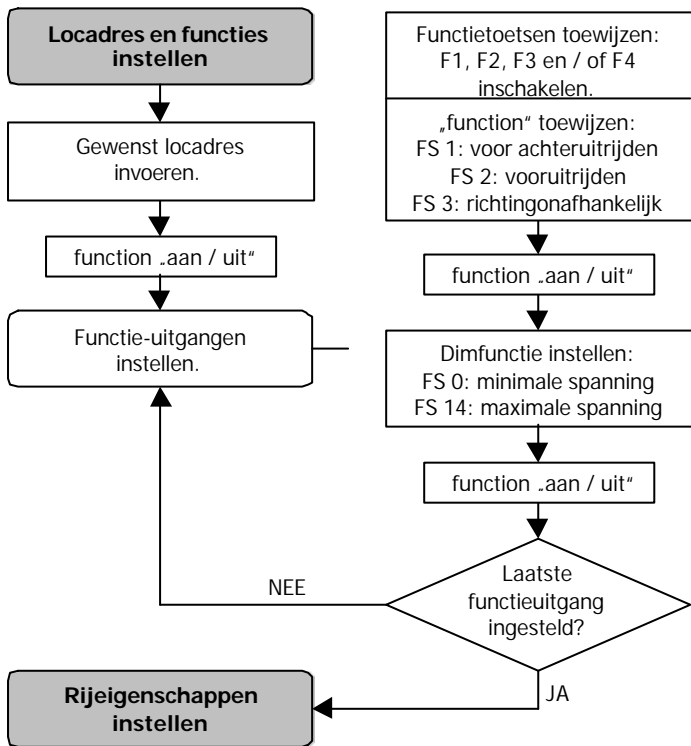 Locadres en functies
instellen
Gewenst locadres
invoeren.
function „aan / uit“
Functie-uitgangen
instellen.
Functietoetsen toewijzen:
F1, F2, F3 en / of F4
inschakelen.
„function“ toewijzen:
FS 1: voor achteruitrijden
FS 2: vooruitrijden
FS 3: richtingonafhankelijk
function „aan / uit“
Dimfunctie instellen:
FS 0: minimale spanning
FS 14: maximale spanning
function „aan / uit“
Laatste
functieuitgang
ingesteld?
NEE
JA
Rijeigenschappen
instellen